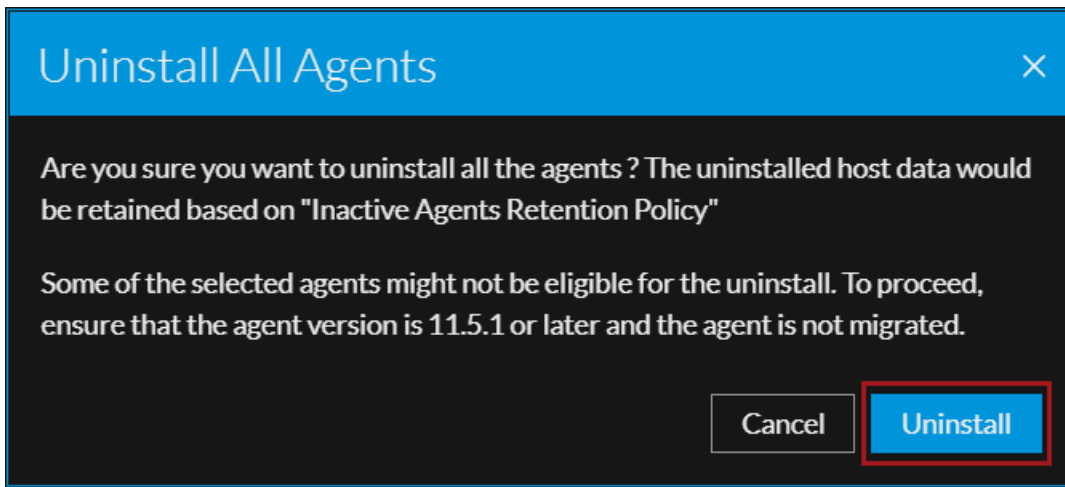 Uninstall All Agents
Are you sure you want to uninstall all the agents ? The uninstalled host data would
be retained based on "Inactive Agents Retention Policy"
Some of the selected agents might not be eligible for the uninstall. To proceed,
ensure that the agent version is 11.5.1 or later and the agent is not migrated.
Cancel Uninstall